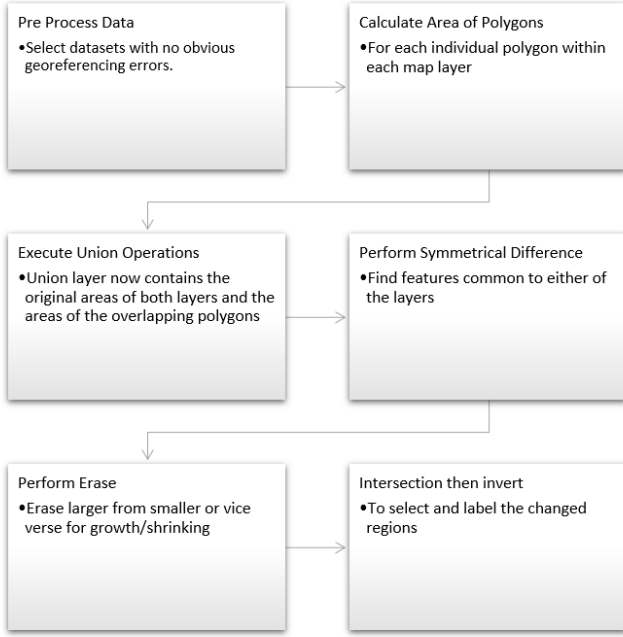 Pre Process Data
•Select datasets with no obvious
georeferencing errors.
Calculate Area of Polygons
•For each individual polygon within
each map layer
Execute Union Operations
•Union layer now contains the
original areas of both layers and the
areas of the overlapping polygons
Perform Symmetrical Difference
•Find features common to either of
the layers
Perform Erase
•Erase larger from smaller or vice
verse for growth/shrinking
Intersection then invert
•To select and label the changed
regions